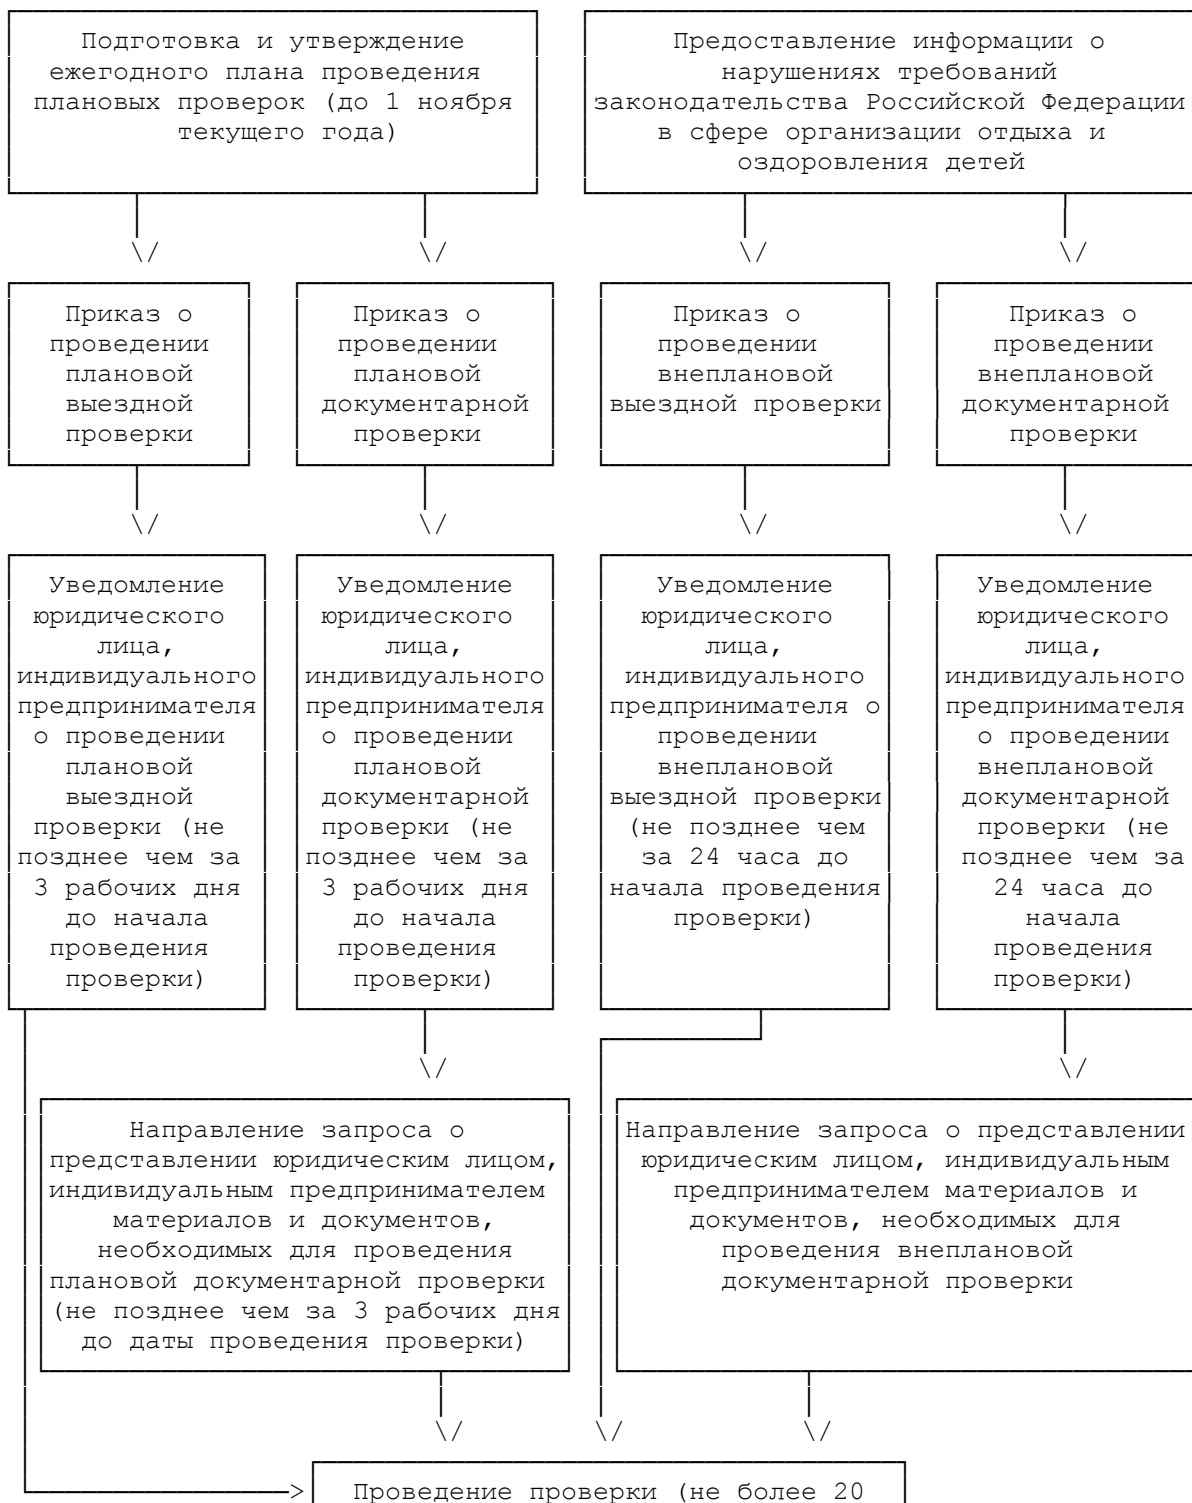 Подготовка и утверждение
ежегодного плана проведения
плановых проверок (до 1 ноября
текущего года)
Предоставление информации о
нарушениях требований
законодательства Российской Федерации
в сфере организации отдыха и
оздоровления детей
Приказ о
проведении
плановой
выездной
проверки
Приказ о
проведении
плановой
документарной
проверки
Приказ о
проведении
внеплановой
выездной проверки
Приказ о
проведении
внеплановой
документарной
проверки
Уведомление
юридического
лица,
индивидуального
предпринимателя
о проведении
плановой
выездной
проверки (не
позднее чем за
3 рабочих дня
до начала
проведения
проверки)
Уведомление
юридического
лица,
индивидуального
предпринимателя
о проведении
плановой
документарной
проверки (не
позднее чем за
3 рабочих дня
до начала
проведения
проверки)
Уведомление
юридического
лица,
индивидуального
предпринимателя о
проведении
внеплановой
выездной проверки
(не позднее чем
за 24 часа до
начала проведения
проверки)
Уведомление
юридического
лица,
индивидуального
предпринимателя
о проведении
внеплановой
документарной
проверки (не
позднее чем за
24 часа до
начала
проведения
проверки)
Направление запроса о
представлении юридическим лицом,
индивидуальным предпринимателем
материалов и документов,
необходимых для проведения
плановой документарной проверки
(не позднее чем за 3 рабочих дня
до даты проведения проверки)
Направление запроса о представлении
юридическим лицом, индивидуальным
предпринимателем материалов и
документов, необходимых для
проведения внеплановой
документарной проверки
Проведение проверки (не более 20